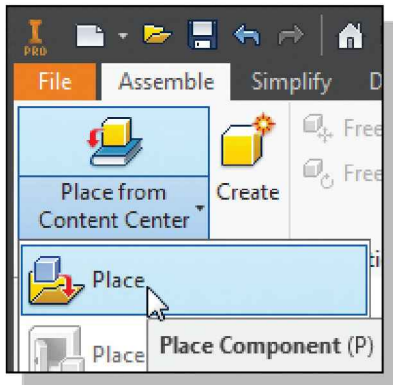 I
PRO
File Assemble Simplify D
Place from
Content Center
Create
Free
Free
Place
Place
Place Component (P)